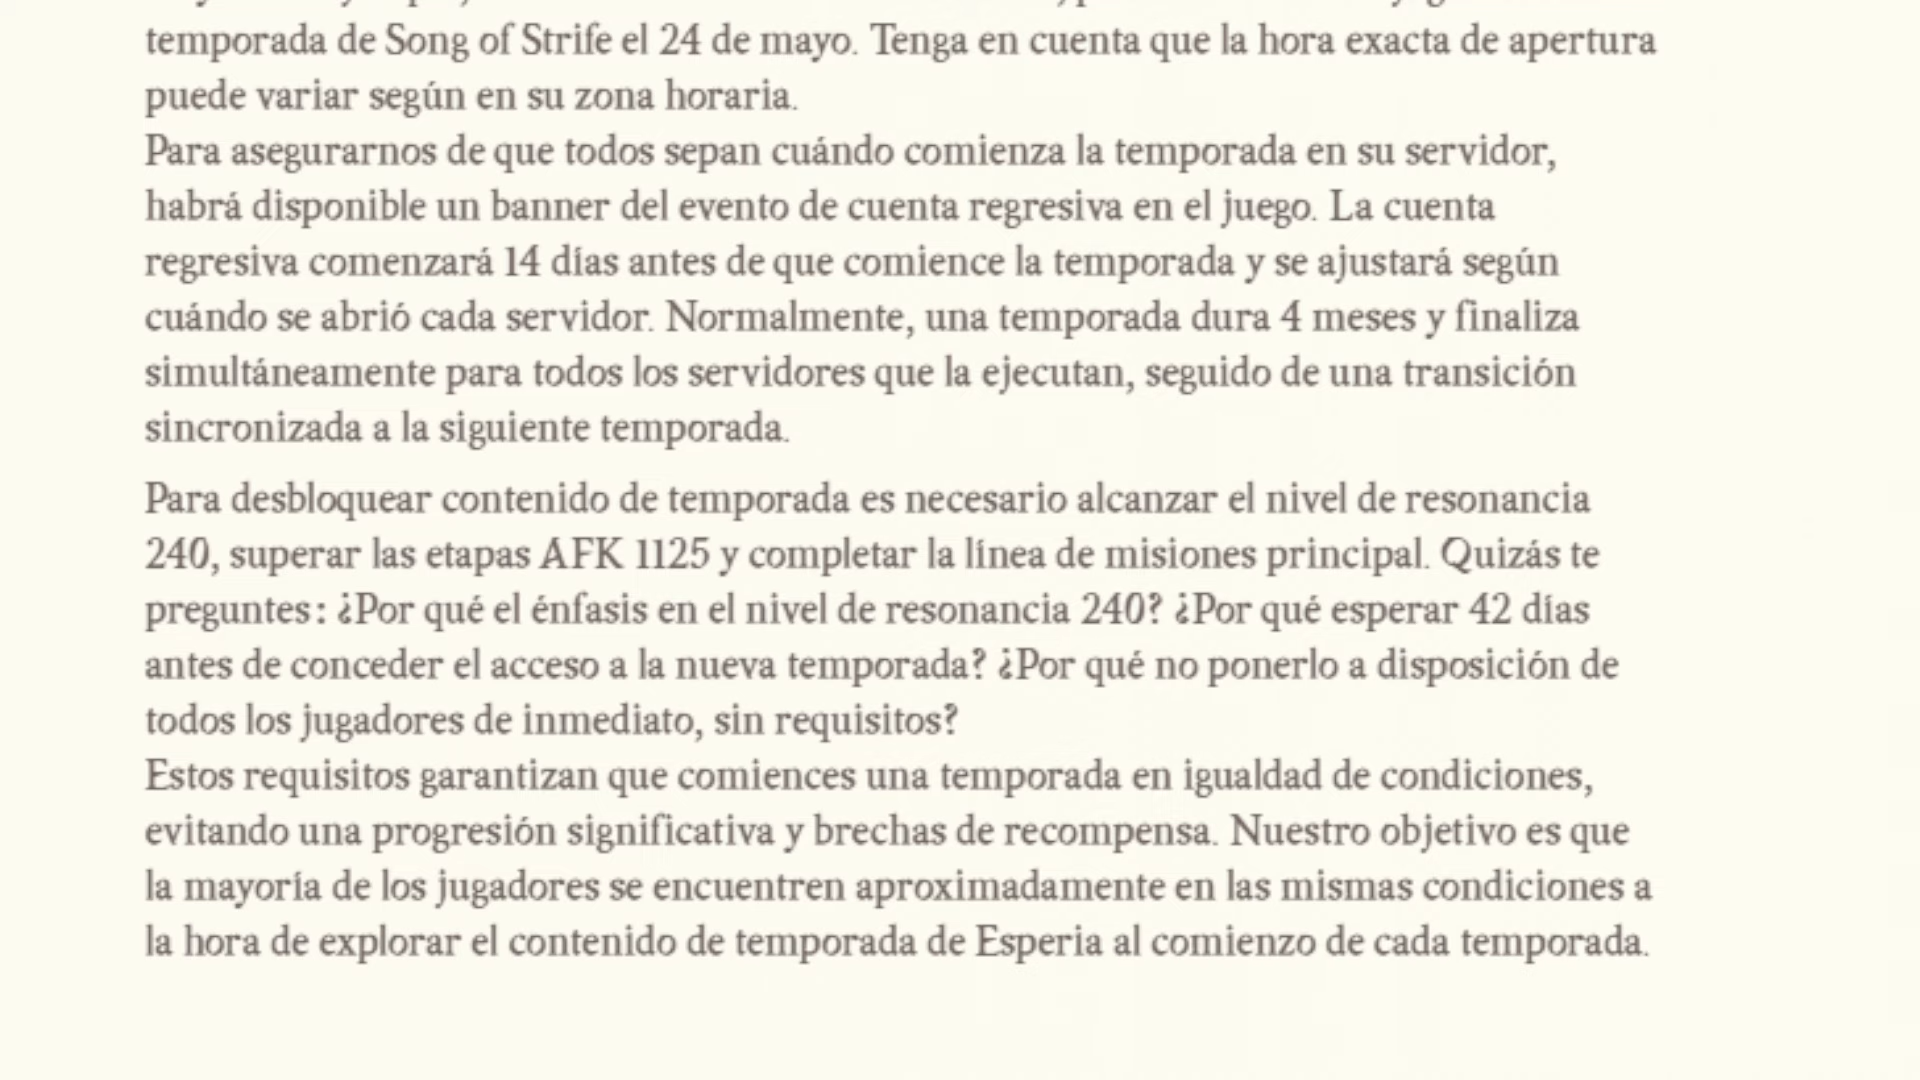 temporada de Song of Strife el 24 de mayo. Tenga en cuenta que la hora exacta de apertura
puede variar según en su zona horaria.
Para asegurarnos de que todos sepan cuándo comienza la temporada en su servidor,
habrá disponible un banner del evento de cuenta regresiva en el juego. La cuenta
regresiva comenzará 14 días antes de que comience la temporada y se ajustará según
cuándo se abrió cada servidor. Normalmente, una temporada dura 4 meses y finaliza
simultáneamente para todos los servidores que la ejecutan, seguido de una transición
sincronizada a la siguiente temporada.
Para desbloquear contenido de temporada es necesario alcanzar el nivel de resonancia
240, superar las etapas AFK 1125 y completar la línea de misiones principal. Quizás te
preguntes: ¿Por qué el énfasis en el nivel de resonancia 240? ¿Por qué esperar 42 días
antes de conceder el acceso a la nueva temporada? ¿Por qué no ponerlo a disposición de
todos los jugadores de inmediato, sin requisitos?
Estos requisitos garantizan que comiences una temporada en igualdad de condiciones,
evitando una progresión significativa y brechas de recompensa. Nuestro objetivo es que
la mayoría de los jugadores se encuentren aproximadamente en las mismas condiciones a
la hora de explorar el contenido de temporada de Esperia al comienzo de cada temporada.